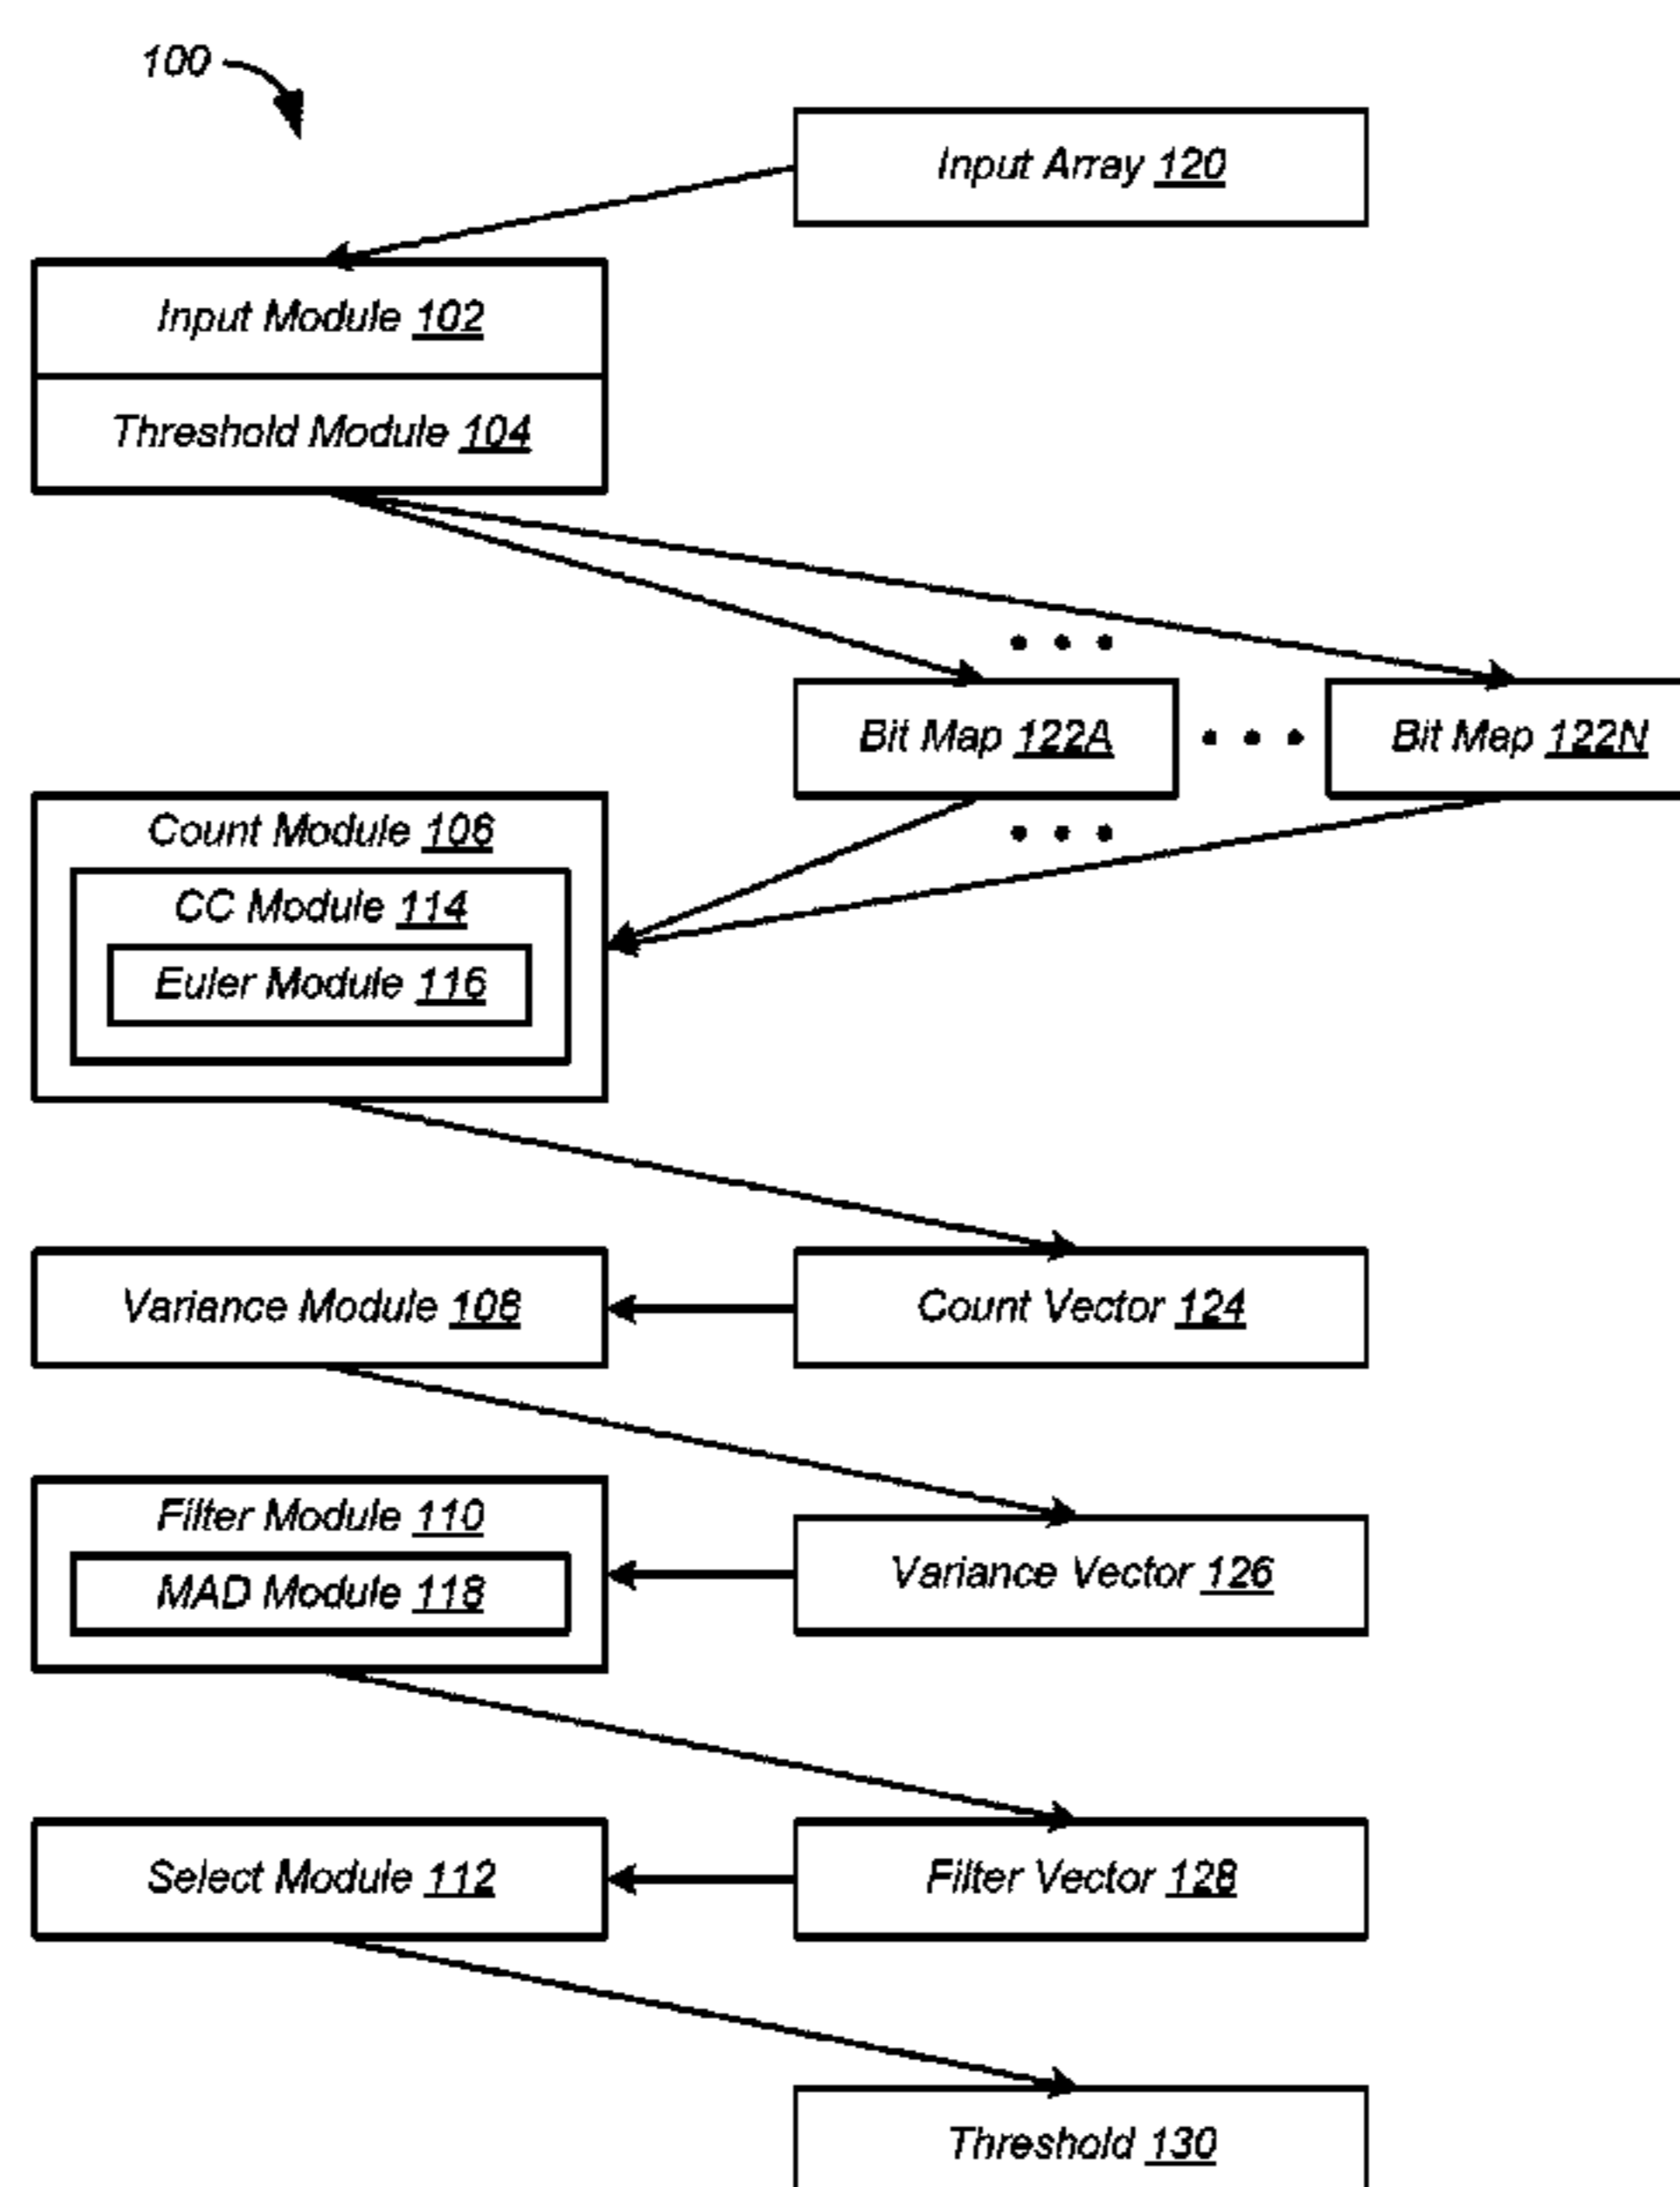 100
Input Array 120
Input Module 102
Threshold Module 104
• • •
Bit Map 122A • • • Bit Map 122N
• • •
Count Module 106
CC Module 114
Euler Module 116
Variance Module 108
Count Vector 124
Filter Module 110
MAD Module 118
Variance Vector 126
Select Module 112
Filter Vector 128
Threshold 130